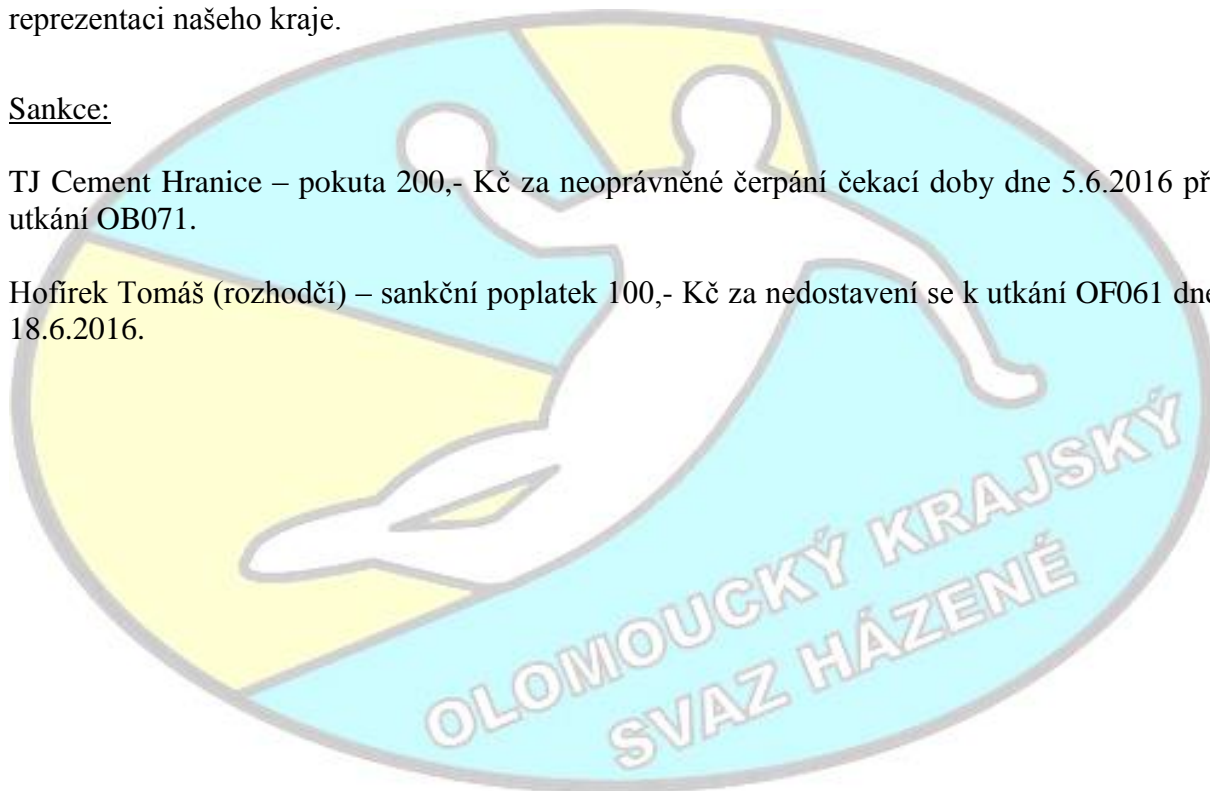 reprezentaci našeho kraje.
Sankce:
TJ Cement Hranice – pokuta 200,- Kč za neoprávněné čerpání čekací doby dne 5.6.2016 př
utkání OB071.
Hofírek Tomáš (rozhodčí) – sankční poplatek 100,- Kč za nedostavení se k utkání OF061 dne
18.6.2016.
OLOMOUCKÝ KRAJSKÝ
SVAZ HÁZENÉ